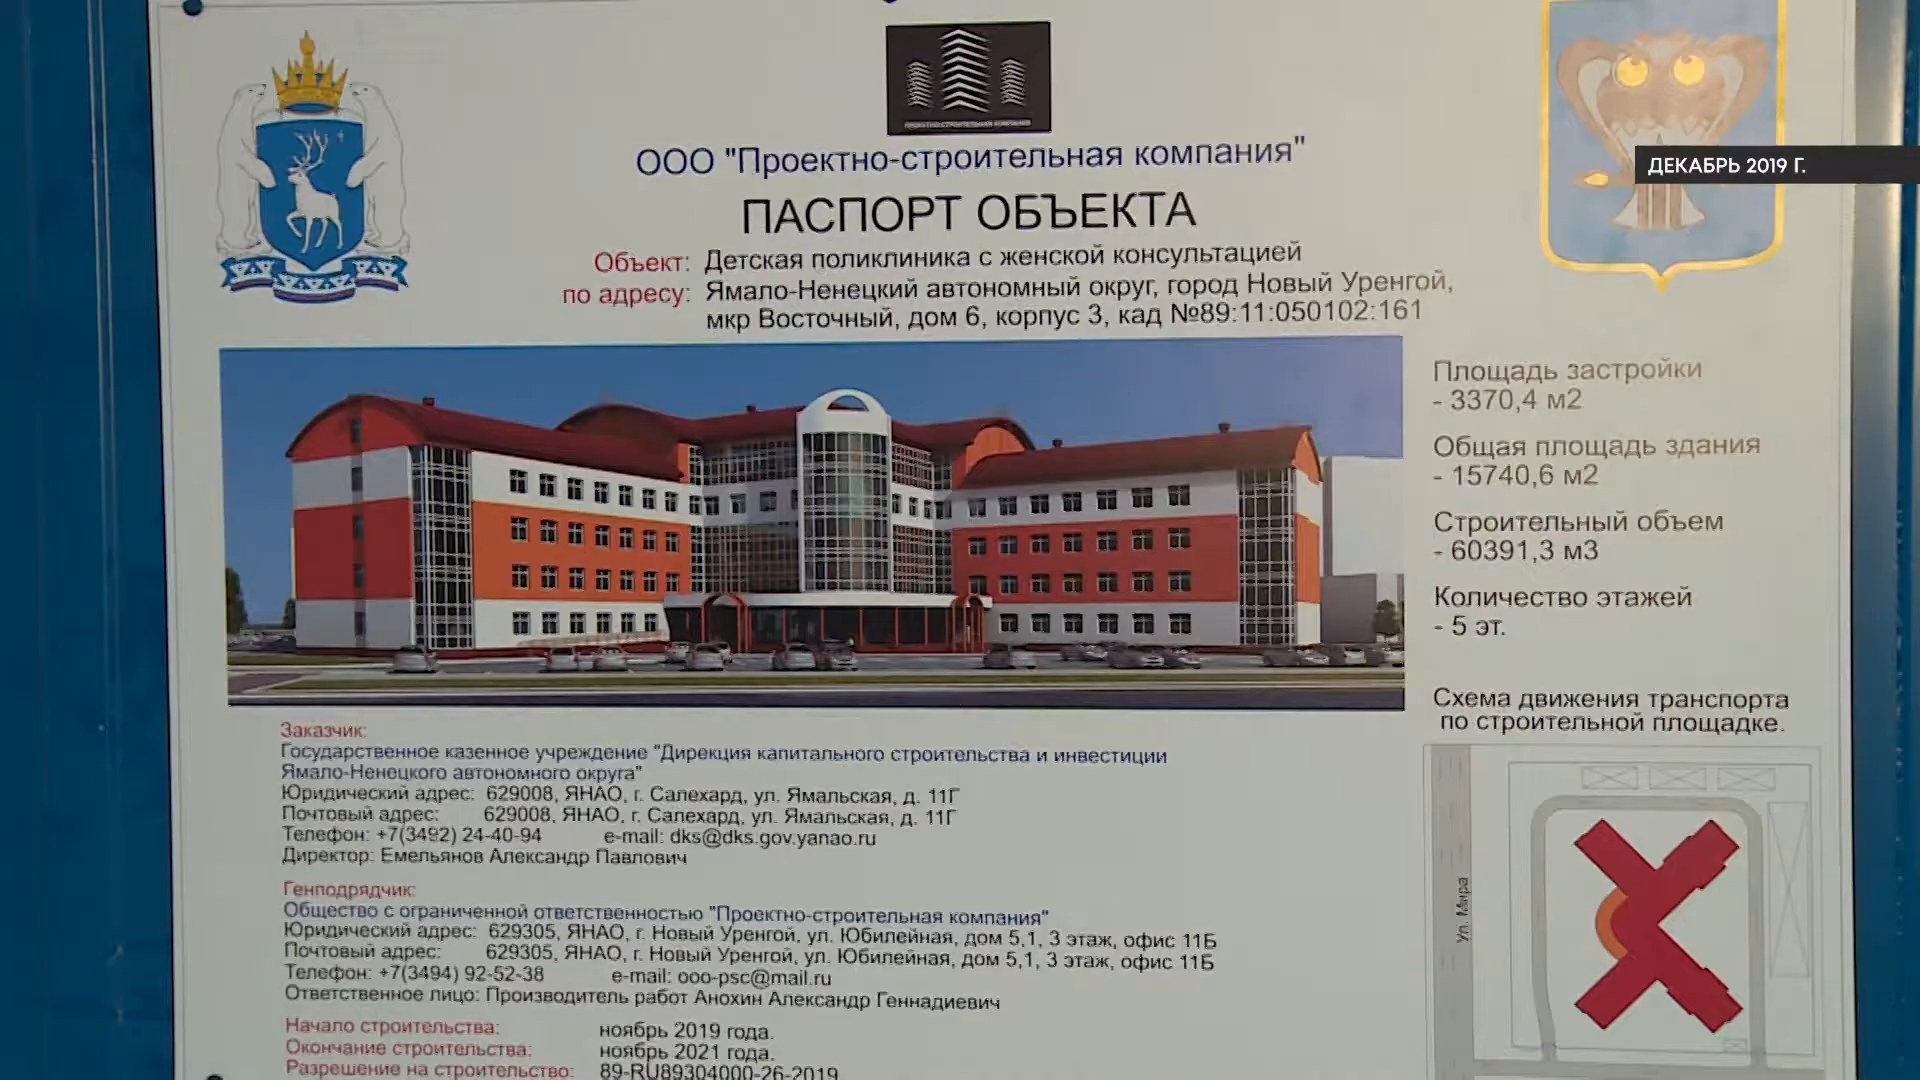 ПРОЕКТНО-СТРОИТЕЛЬНАЯ КОМПАНИЯ
ООО "Проектно-строительная компания"
ДЕКАБРЬ 2019 Г.
ПАСПОРТ ОБЪЕКТА
Объект: Детская поликлиника с женской консультацией
по адресу: Ямало-Ненецкий автономный округ, город Новый Уренгой,
мкр Восточный, дом 6, корпус 3, кад №89:11:050102:161
Площадь застройки
- 3370,4 м2
Общая площадь здания
- 15740,6 м2
Строительный объем
- 60391,3 м3
Количество этажей
- 5 эт.
Схема движения транспорта
по строительной площадке.
Ул. Мира
Заказчик:
Государственное казенное учреждение "Дирекция капитального строительства и инвестиции
Ямало-Ненецкого автономного округа"
Юридический адрес: 629008, ЯНАО, г. Салехард, ул. Ямальская, д. 11Г
Почтовый адрес: 629008, ЯНАО, г. Салехард, ул. Ямальская, д. 11Г
Телефон: +7(3492) 24-40-94 e-mail: dks@dks.gov.yanao.ru
Директор: Емельянов Александр Павлович
Генподрядчик:
Общество с ограниченной ответственностью "Проектно-строительная компания"
Юридический адрес: 629305, ЯНАО, г. Новый Уренгой, ул. Юбилейная, дом 5,1, 3 этаж, офис 11Б
Почтовый адрес: 629305, ЯНАО, г. Новый Уренгой, ул. Юбилейная, дом 5,1, 3 этаж, офис 11Б
Телефон: +7(3494) 92-52-38 e-mail: ooo-psc@mail.ru
Ответственное лицо: Производитель работ Анохин Александр Геннадиевич
Начало строительства: ноябрь 2019 года.
Окончание строительства: ноябрь 2021 года.
Разрешение на строительство: 89-RU89304000-26-2019